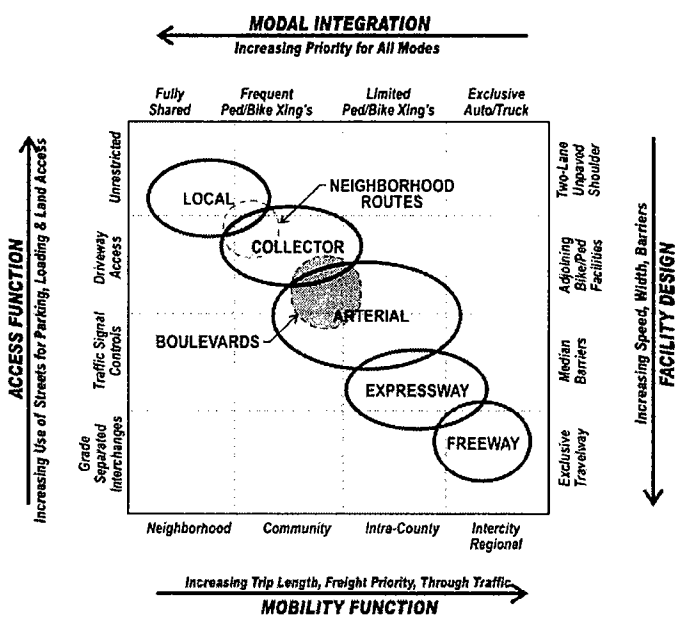 MODAL INTEGRATION
Increasing Priority for All Modes
Fully
Shared
Frequent
Ped/Bike Xing's
Limited
Ped/Bike Xing's
Exclusive
Auto/Truck
ACCESS FUNCTION
Increasing Use of Streets for Parking, Loading & Land Access
Unrestricted
Driveway
Access
Traffic Signal
Controls
Grade
Separated
Interchanges
LOCAL
NEIGHBORHOOD
ROUTES
COLLECTOR
BOULEVARDS
ARTERIAL
EXPRESSWAY
FREEWAY
Two-Lane
Unpaved
Shoulder
Adjoining
Bike/Ped
Facilities
Median
Barriers
Exclusive
Travelway
Increasing Speed, Width, Barriers
FACILITY DESIGN
Neighborhood
Community
Intra-County
Intercity
Regional
Increasing Trip Length, Freight Priority, Through Traffic
MOBILITY FUNCTION